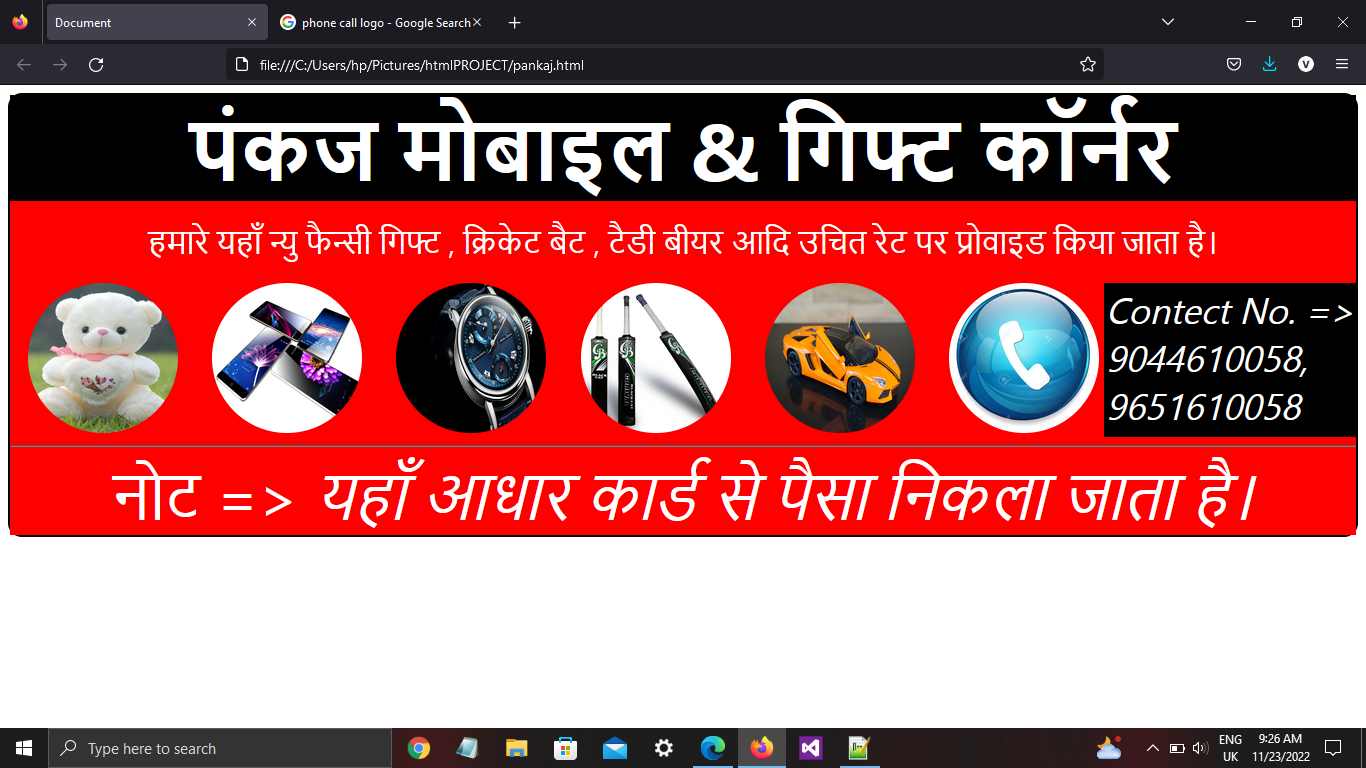 Document
phone call logo - Google Search
file:///C:/Users/hp/Pictures/htmlPROJECT/pankaj.html
V
पंकज मोबाइल & गिफ्ट कॉर्नर
हमारे यहाँ न्यु फैन्सी गिफ्ट , क्रिकेट बैट , टैडी बीयर आदि उचित रेट पर प्रोवाइड किया जाता है।
Contect No. =>
9044610058,
9651610058
नोट => यहाँ आधार कार्ड से पैसा निकला जाता है।
Type here to search
ENG
UK
9:26 AM
11/23/2022